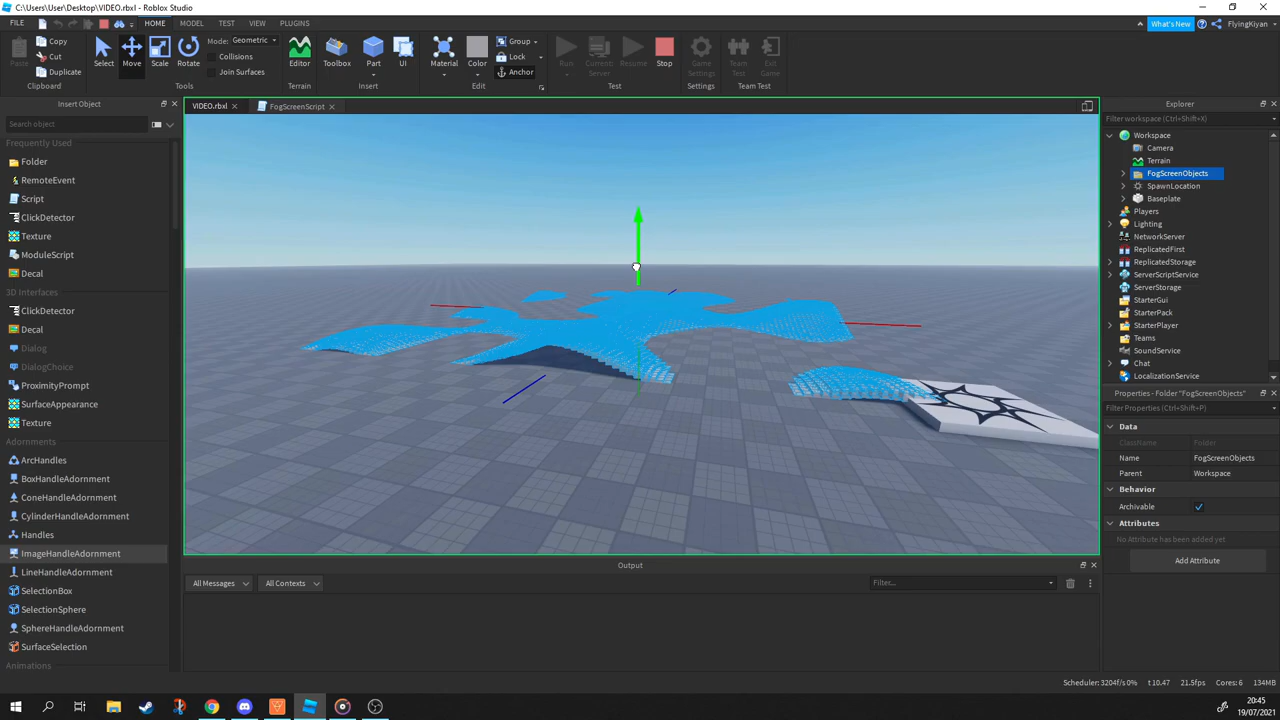 C:\Users\User\Desktop\VIDEO.rbxl - Roblox Studio
FILE HOME MODEL TEST VIEW PLUGINS What's New FlyingKiyan
Paste Copy Cut Duplicate Clipboard
Select Move Scale Rotate Mode: Geometric Collisions Join Surfaces Tools
Editor Terrain
Toolbox Part UI Insert
Material Color Group Lock Anchor Edit
Run Current: Server Resume Stop Test
Game Settings Settings
Team Test Exit Game Team Test
Insert Object
Search object
Frequently Used
Folder
RemoteEvent
Script
ClickDetector
Texture
ModuleScript
Decal
3D Interfaces
ClickDetector
Decal
Dialog
DialogChoice
ProximityPrompt
SurfaceAppearance
Texture
Adornments
ArcHandles
BoxHandleAdornment
ConeHandleAdornment
CylinderHandleAdornment
Handles
ImageHandleAdornment
LineHandleAdornment
SelectionBox
SelectionSphere
SphereHandleAdornment
SurfaceSelection
Animations
VIDEO.rbxl FogScreenScript
Output
All Messages All Contexts Filter...
Explorer
Filter workspace (Ctrl+Shift+X)
Workspace
Camera
Terrain
FogScreenObjects
SpawnLocation
Baseplate
Players
Lighting
NetworkServer
ReplicatedFirst
ReplicatedStorage
ServerScriptService
ServerStorage
StarterGui
StarterPack
StarterPlayer
Teams
SoundService
Chat
LocalizationService
Properties - Folder "FogScreenObjects"
Filter Properties (Ctrl+Shift+P)
Data
ClassName Folder
Name FogScreenObjects
Parent Workspace
Behavior
Archivable
Attributes
No Attribute has been added yet
Add Attribute
Scheduler: 3204f/s 0% t 10.47 21.5fps Cores: 6 134MB
20:45
19/07/2021